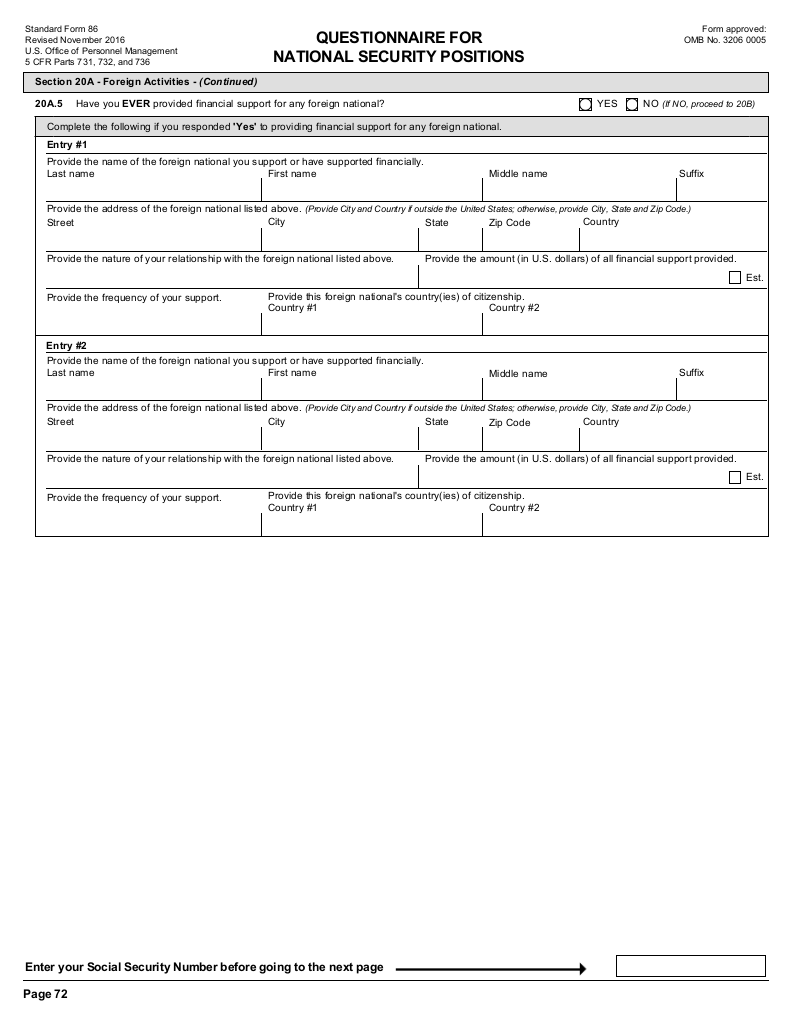 Standard Form 86
Revised November 2016
U.S. Office of Personnel Management
5 CFR Parts 731, 732, and 736
QUESTIONNAIRE FOR
NATIONAL SECURITY POSITIONS
Form approved:
OMB No. 3206 0005
Section 20A - Foreign Activities - (Continued)
20A.5 Have you EVER provided financial support for any foreign national? YES NO (If NO, proceed to 20B)
Complete the following if you responded 'Yes' to providing financial support for any foreign national.
Entry #1
Provide the name of the foreign national you support or have supported financially.
Last name First name Middle name Suffix
Provide the address of the foreign national listed above. (Provide City and Country if outside the United States; otherwise, provide City, State and Zip Code.)
Street City State Zip Code Country
Provide the nature of your relationship with the foreign national listed above. Provide the amount (in U.S. dollars) of all financial support provided.
Est.
Provide the frequency of your support. Provide this foreign national's country(ies) of citizenship.
Country #1 Country #2
Entry #2
Provide the name of the foreign national you support or have supported financially.
Last name First name Middle name Suffix
Provide the address of the foreign national listed above. (Provide City and Country if outside the United States; otherwise, provide City, State and Zip Code.)
Street City State Zip Code Country
Provide the nature of your relationship with the foreign national listed above. Provide the amount (in U.S. dollars) of all financial support provided.
Est.
Provide the frequency of your support. Provide this foreign national's country(ies) of citizenship.
Country #1 Country #2
Enter your Social Security Number before going to the next page
Page 72